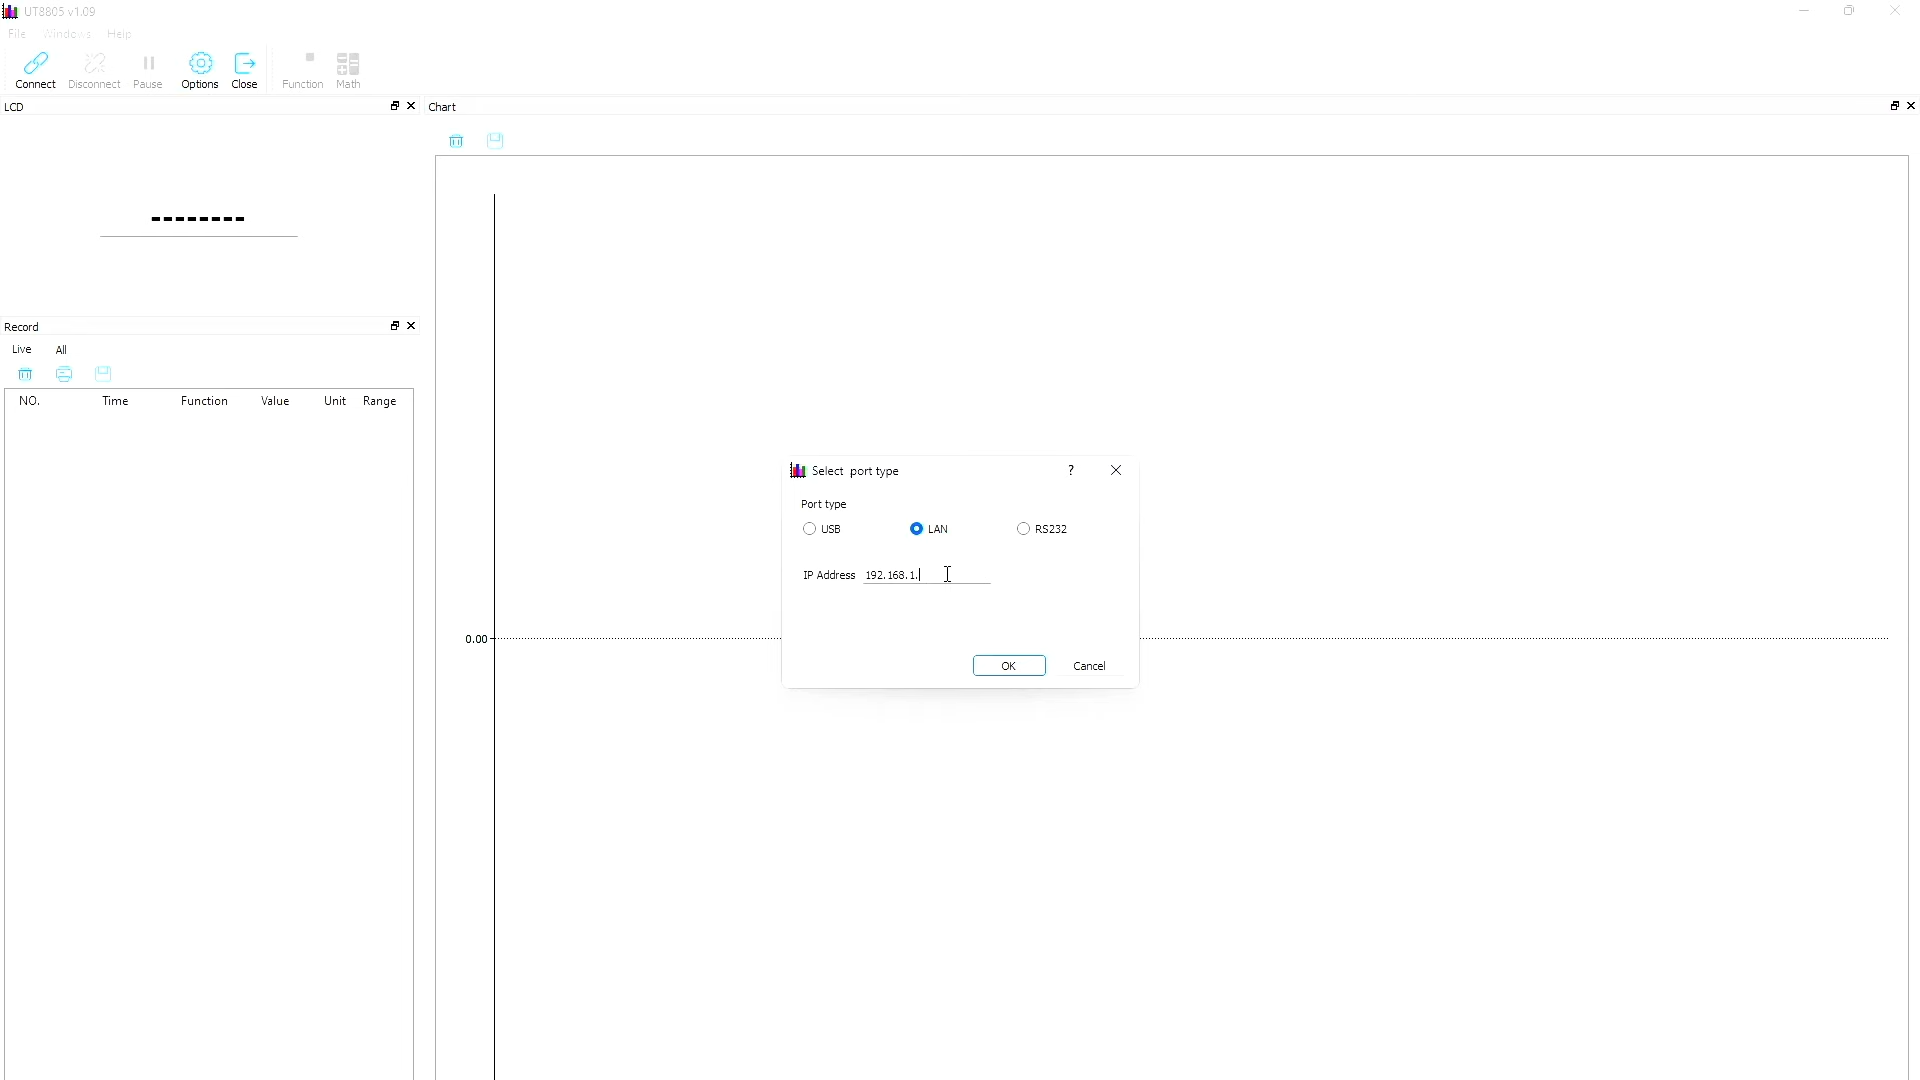 UT8805 v1.09
File Windows Help
Connect Disconnect Pause Options Close Function Math
LCD
Chart
--------
Record
Live All
NO. Time Function Value Unit Range
0.00
Select port type
?
Port type
USB LAN RS232
IP Address 192.168.1.
OK Cancel